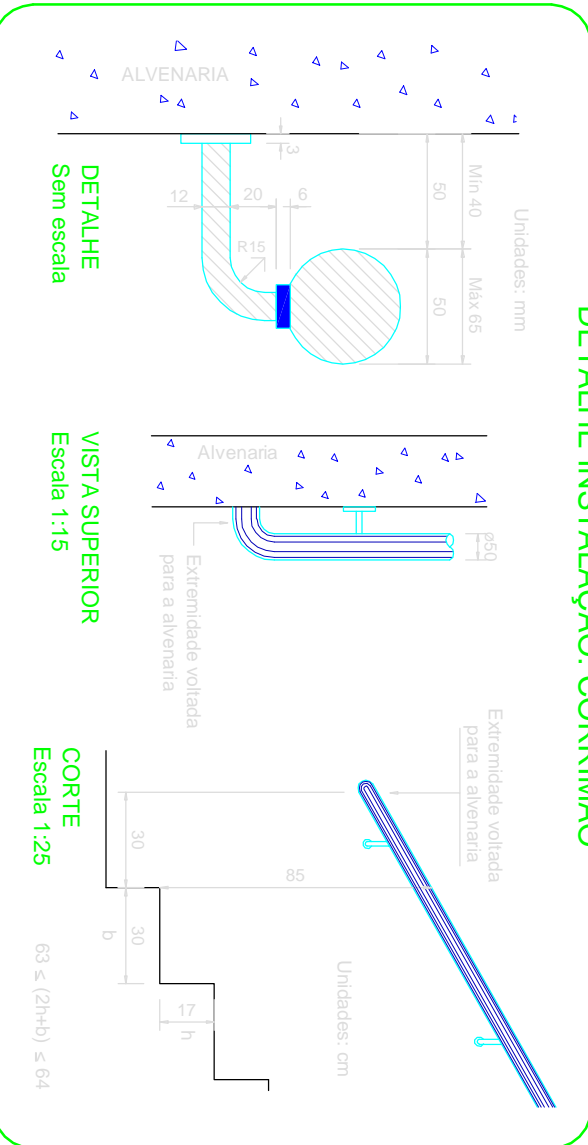 DETALHE INSTALAÇÃO: CORRIMÃO
Unidades: mm
Mín 40
Máx 65
50
50
ALVENARIA
3
12
20
6
R15
DETALHE
Sem escala
Alvenaria
ø50
Extremidade voltada
para a alvenaria
VISTA SUPERIOR
Escala 1:15
Extremidade voltada
para a alvenaria
85
Unidades: cm
30
30
b
17
h
63 ≤ (2h+b) ≤ 64
CORTE
Escala 1:25